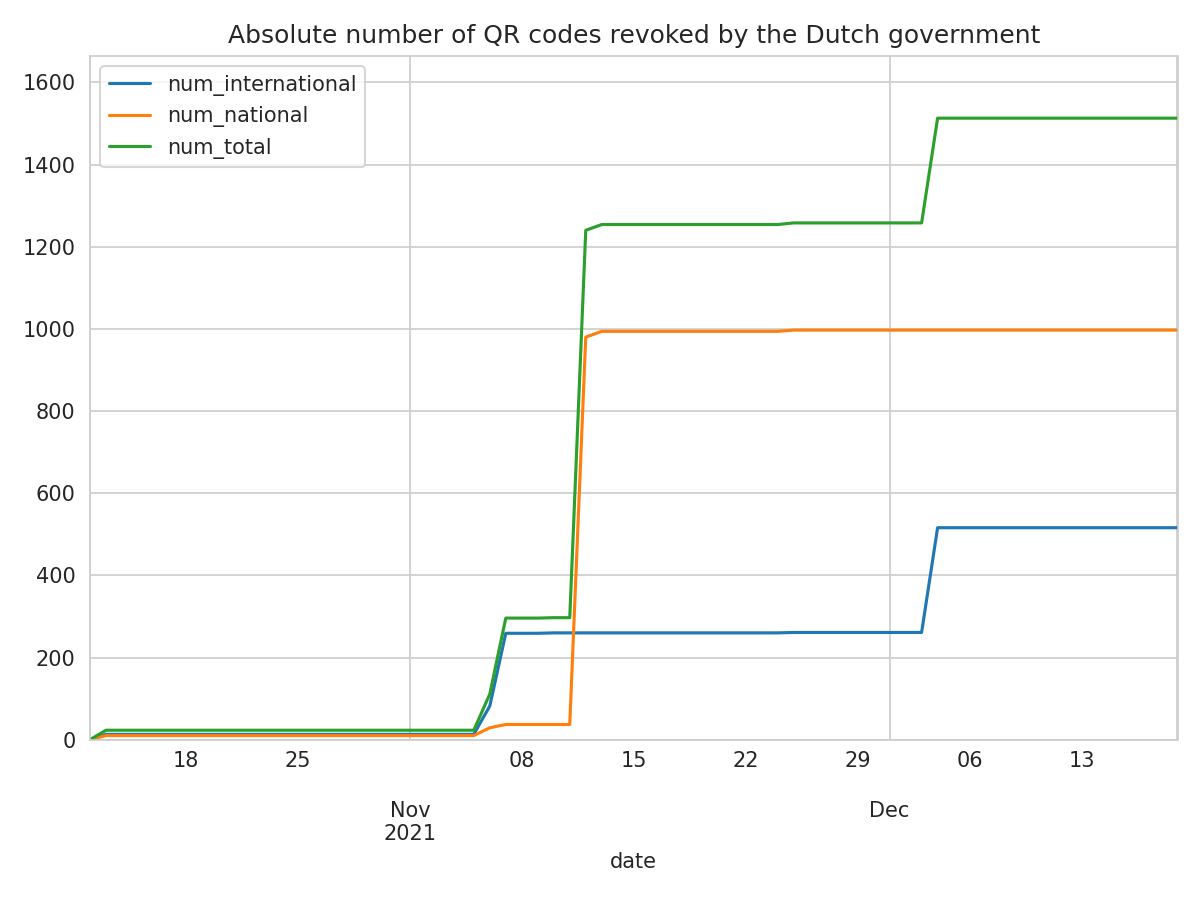 Absolute number of QR codes revoked by the Dutch government
num_international
num_national
num_total
1600
1400
1200
1000
800
600
400
200
0
18 25 08 15 22 29 06 13
Nov Dec
2021
date